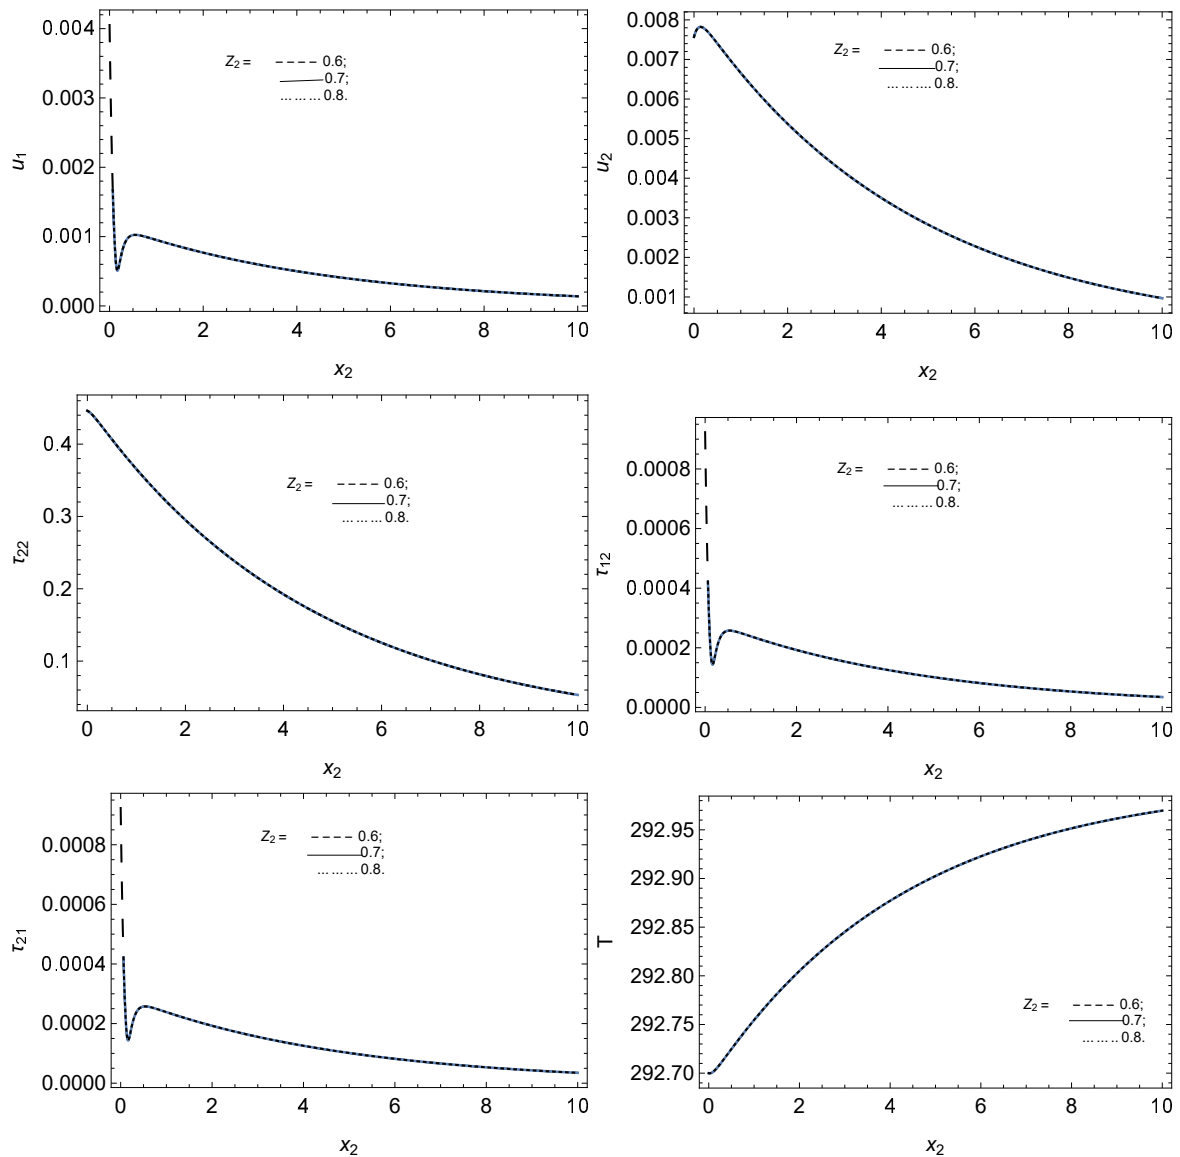 0.004
0.003
0.002
0.001
0.000
u1
Z2 = 0.6;
0.7;
0.8.
0 2 4 6 8 10
x2
0.008
0.007
0.006
0.005
0.004
0.003
0.002
0.001
u2
Z2 = 0.6;
0.7;
0.8.
0 2 4 6 8 10
x2
0.4
0.3
0.2
0.1
τ22
Z2 = 0.6;
0.7;
0.8.
0 2 4 6 8 10
x2
0.0008
0.0006
0.0004
0.0002
0.0000
τ12
Z2 = 0.6;
0.7;
0.8.
0 2 4 6 8 10
x2
0.0008
0.0006
0.0004
0.0002
0.0000
τ21
Z2 = 0.6;
0.7;
0.8.
0 2 4 6 8 10
x2
292.95
292.90
292.85
292.80
292.75
292.70
T
Z2 = 0.6;
0.7;
0.8.
0 2 4 6 8 10
x2